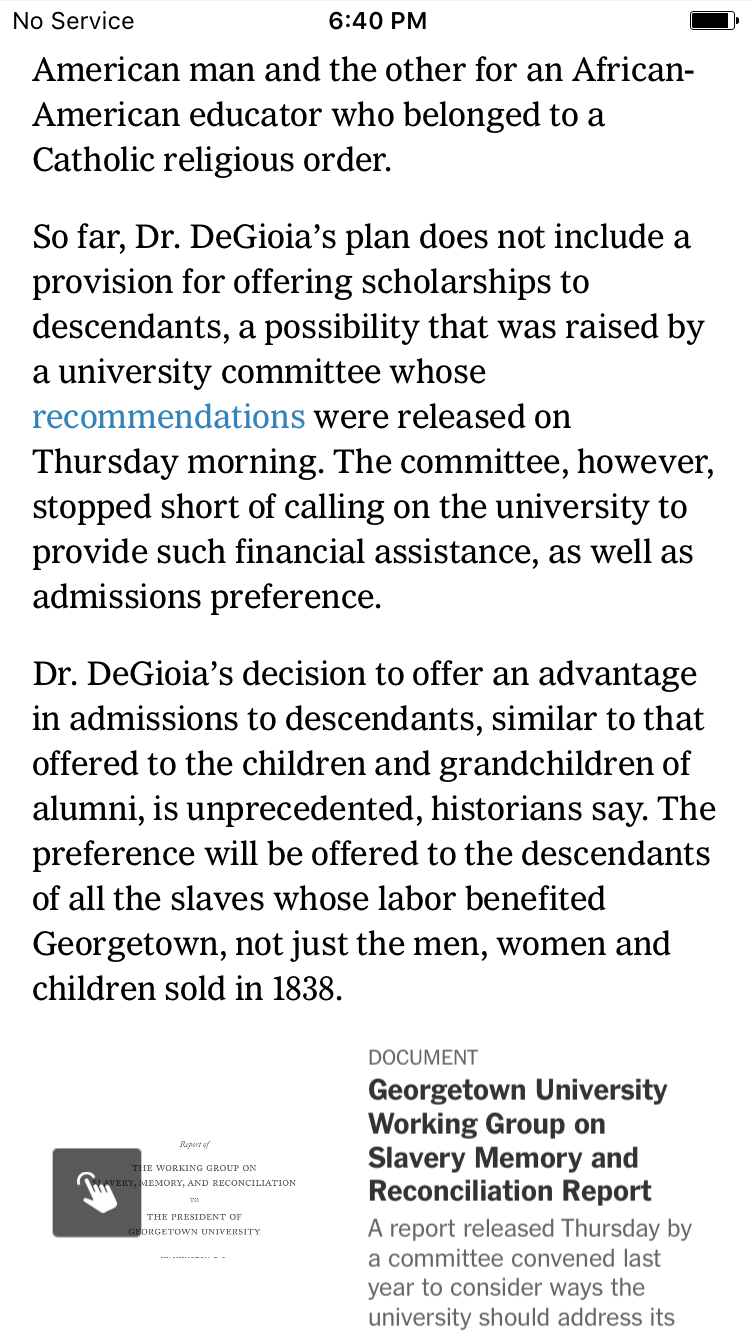 No Service
6:40 PM
American man and the other for an African-
American educator who belonged to a
Catholic religious order.
So far, Dr. DeGioia’s plan does not include a
provision for offering scholarships to
descendants, a possibility that was raised by
a university committee whose
recommendations were released on
Thursday morning. The committee, however,
stopped short of calling on the university to
provide such financial assistance, as well as
admissions preference.
Dr. DeGioia’s decision to offer an advantage
in admissions to descendants, similar to that
offered to the children and grandchildren of
alumni, is unprecedented, historians say. The
preference will be offered to the descendants
of all the slaves whose labor benefited
Georgetown, not just the men, women and
children sold in 1838.
Report of
THE WORKING GROUP ON
SLAVERY, MEMORY, AND RECONCILIATION
TO
THE PRESIDENT OF
GEORGETOWN UNIVERSITY
DOCUMENT
Georgetown University
Working Group on
Slavery Memory and
Reconciliation Report
A report released Thursday by
a committee convened last
year to consider ways the
university should address its